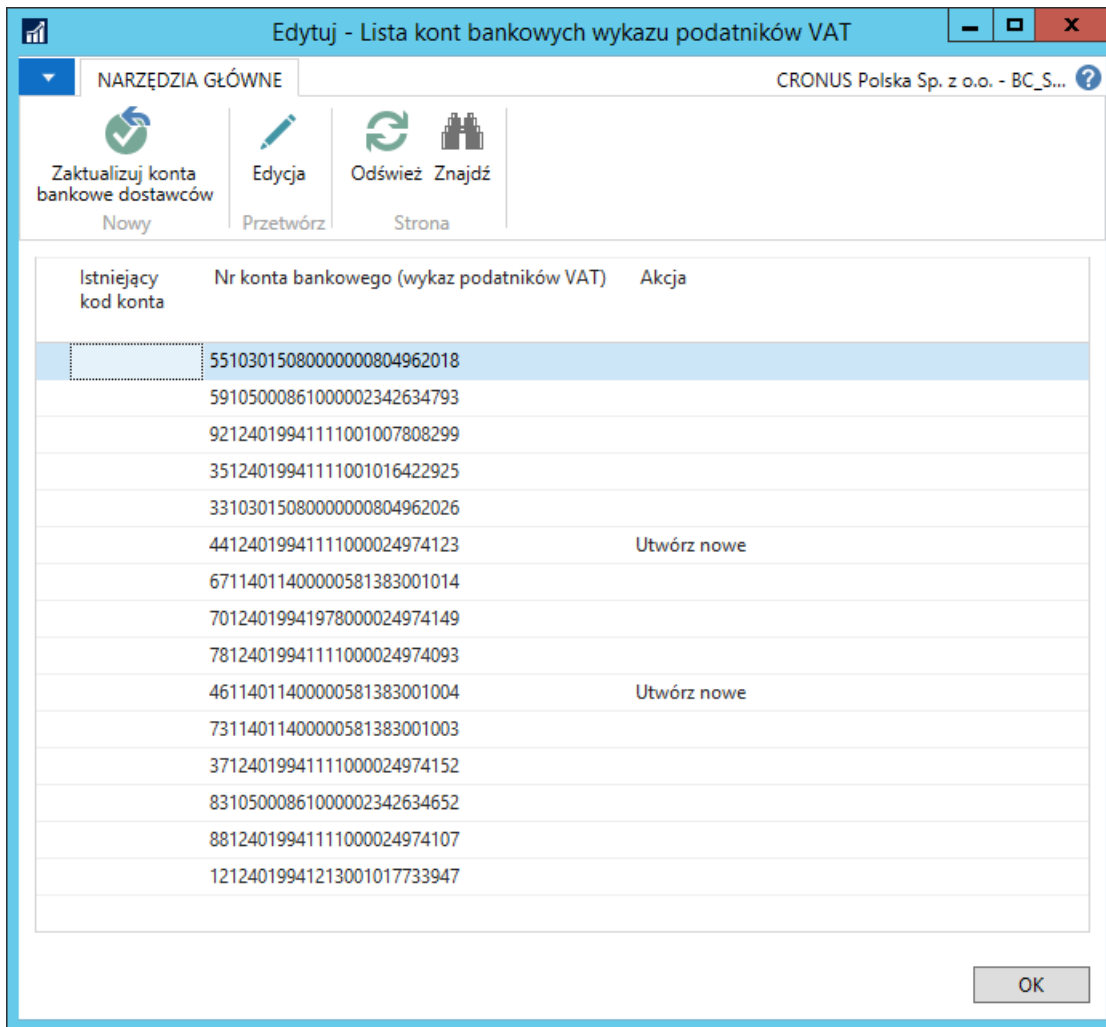 Edytuj - Lista kont bankowych wykazu podatników VAT
NARZĘDZIA GŁÓWNE
CRONUS Polska Sp. z o.o. - BC_S...
Zaktualizuj konta bankowe dostawców
Edycja
Odśwież
Znajdź
Nowy
Przetwórz
Strona
Istniejący kod konta
Nr konta bankowego (wykaz podatników VAT)
Akcja
55103015080000000804962018
59105000861000002342634793
92124019941111001007808299
35124019941111001016422925
33103015080000000804962026
44124019941111000024974123 Utwórz nowe
67114011400000581383001014
70124019941978000024974149
78124019941111000024974093
46114011400000581383001004 Utwórz nowe
73114011400000581383001003
37124019941111000024974152
83105000861000002342634652
88124019941111000024974107
12124019941213001017733947
OK